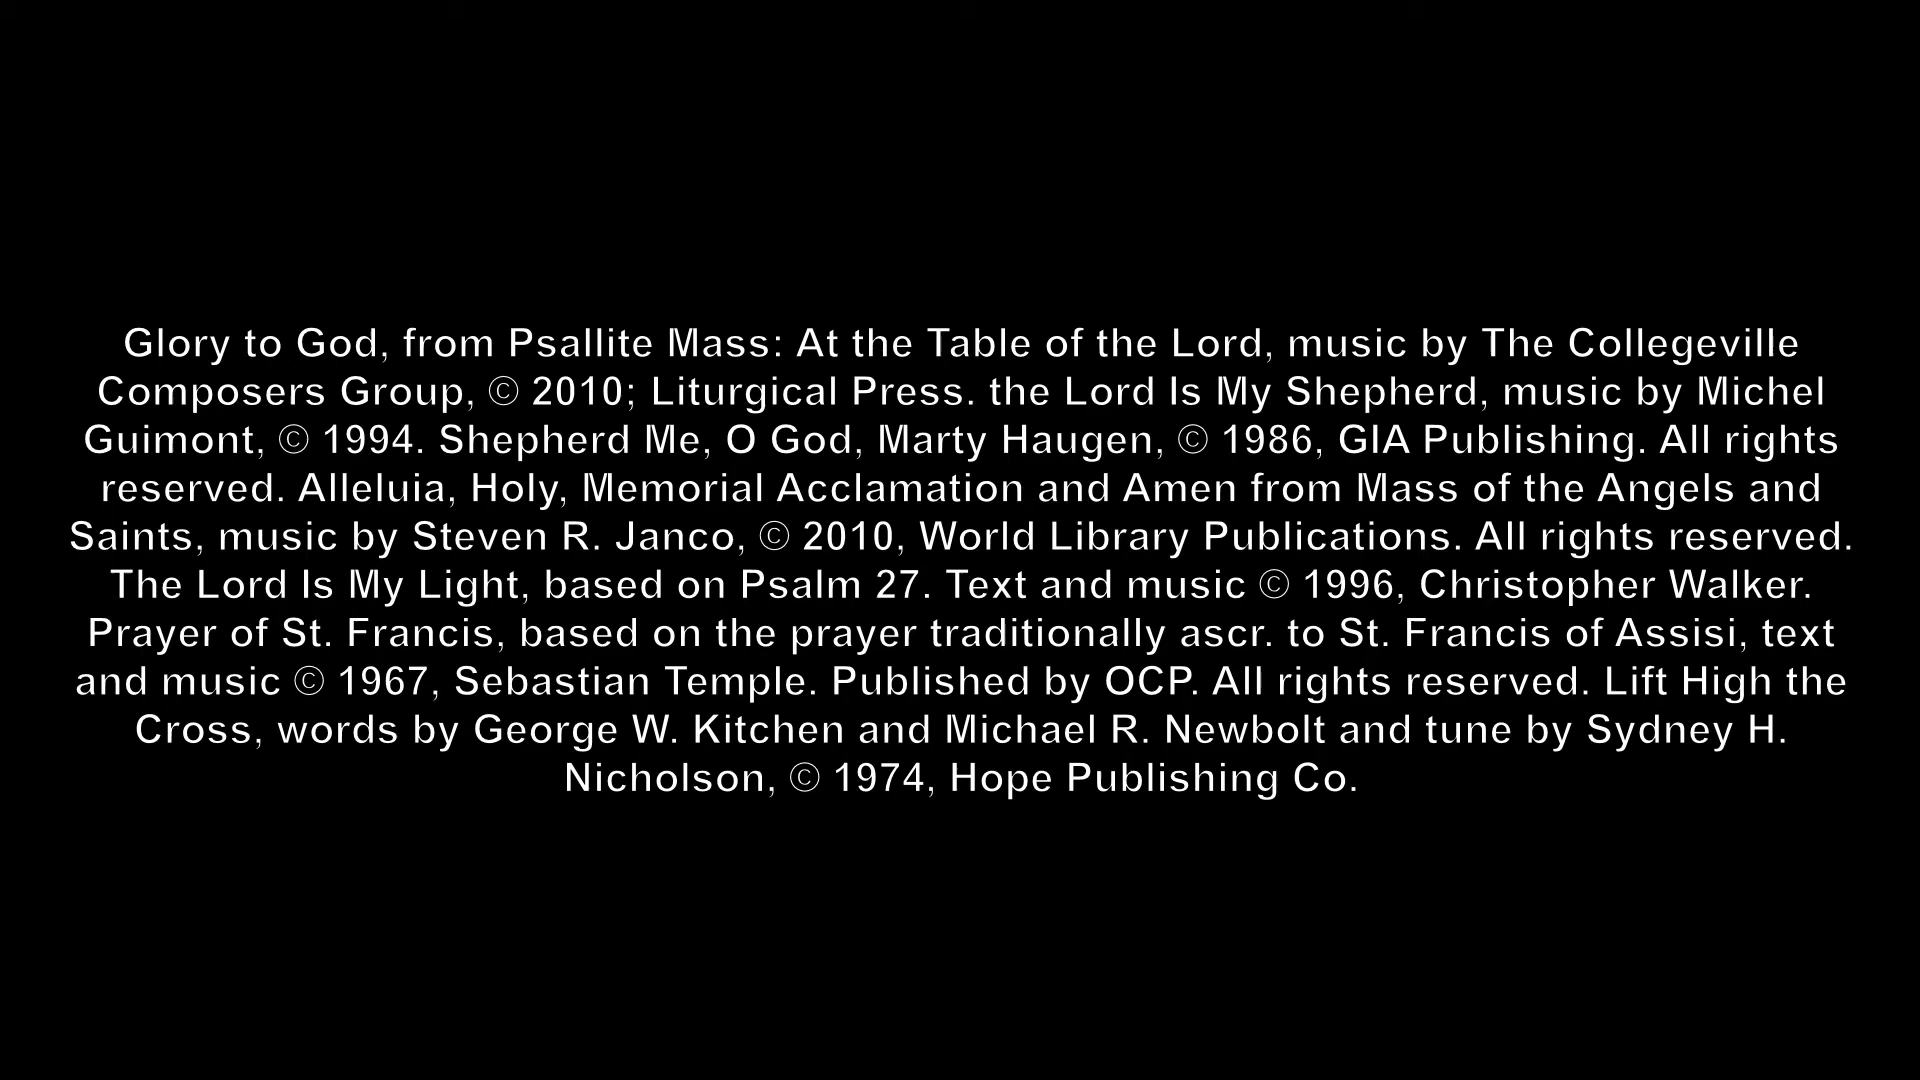 Glory to God, from Psallite Mass: At the Table of the Lord, music by The Collegeville
Composers Group, © 2010; Liturgical Press. the Lord Is My Shepherd, music by Michel
Guimont, © 1994. Shepherd Me, O God, Marty Haugen, © 1986, GIA Publishing. All rights
reserved. Alleluia, Holy, Memorial Acclamation and Amen from Mass of the Angels and
Saints, music by Steven R. Janco, © 2010, World Library Publications. All rights reserved.
The Lord Is My Light, based on Psalm 27. Text and music © 1996, Christopher Walker.
Prayer of St. Francis, based on the prayer traditionally ascr. to St. Francis of Assisi, text
and music © 1967, Sebastian Temple. Published by OCP. All rights reserved. Lift High the
Cross, words by George W. Kitchen and Michael R. Newbolt and tune by Sydney H.
Nicholson, © 1974, Hope Publishing Co.